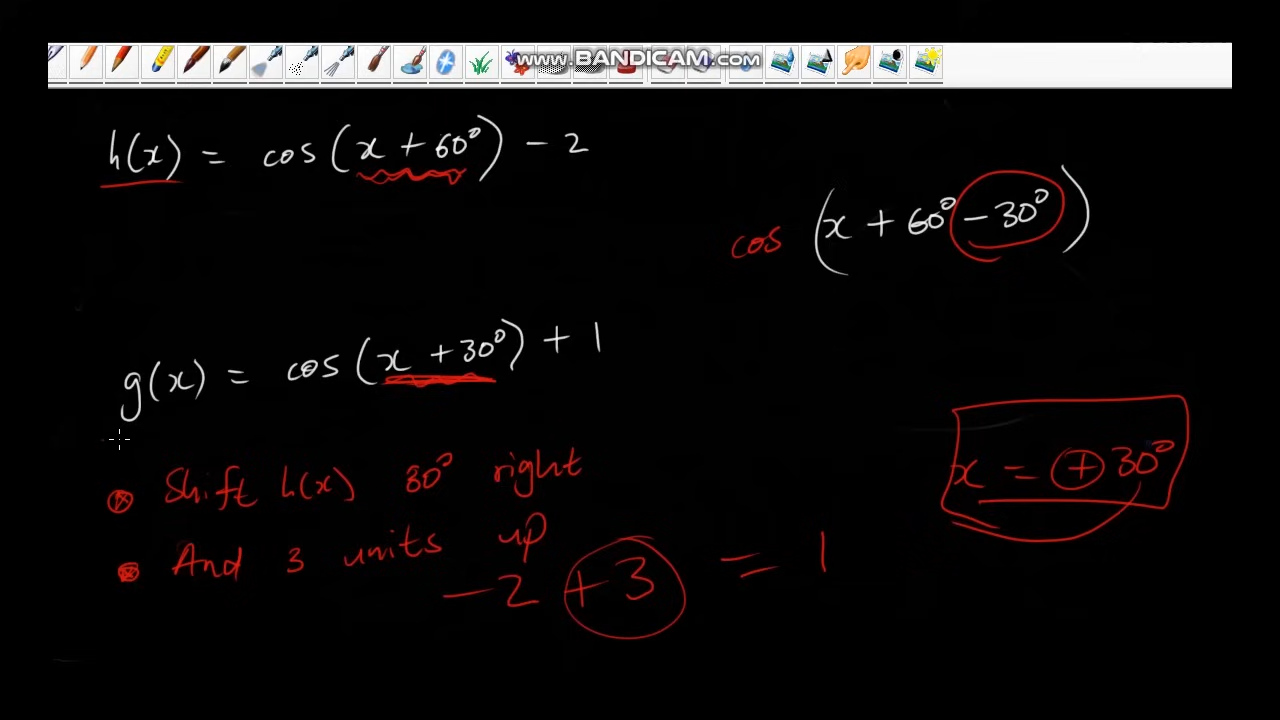 www.BANDICAM.com
h(x) = cos(x + 60°) - 2
cos (x + 60° - 30°)
g(x) = cos(x + 30°) + 1
x = + 30°
Shift h(x) 30° right
And 3 units up
-2 + 3 = 1